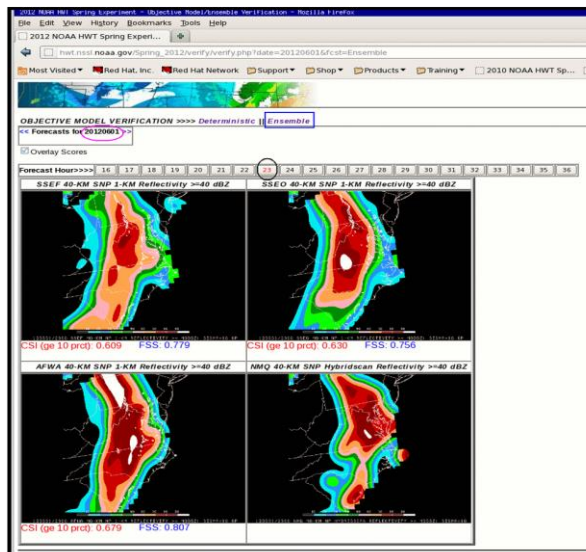 2012 NOAA HWT Spring Experiment - Objective Model/Ensemble Verification - Mozilla Firefox
File Edit View History Bookmarks Tools Help
2012 NOAA HWT Spring Experi...
hwt.nssl.noaa.gov/Spring_2012/verify/verify.php?date=20120601&fcst=Ensemble
Most Visited Red Hat, Inc. Red Hat Network Support Shop Products Training 2010 NOAA HWT Sp...
OBJECTIVE MODEL VERIFICATION >>>> Deterministic || Ensemble
<< Forecasts for 20120601 >>
Overlay Scores
Forecast Hour>>>> 16 17 18 19 20 21 22 23 24 25 26 27 28 29 30 31 32 33 34 35 36
SSEF 40-KM SNP 1-KM Reflectivity >=40 dBZ SSEO 40-KM SNP 1-KM Reflectivity >=40 dBZ
CSI (ge 10 prct): 0.609 FSS: 0.779 CSI (ge 10 prct): 0.630 FSS: 0.756
AFWA 40-KM SNP 1-KM Reflectivity >=40 dBZ NMQ 40-KM SNP Hybridscan Reflectivity >=40 dBZ
CSI (ge 10 prct): 0.679 FSS: 0.807